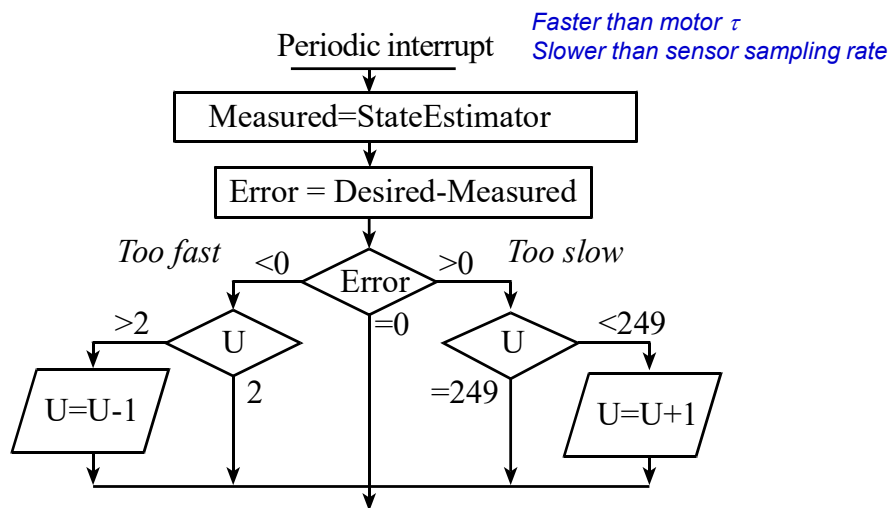 Faster than motor τ
Periodic interrupt
Slower than sensor sampling rate
Measured=StateEstimator
Error = Desired-Measured
Too fast
<0
Error
>0
Too slow
=0
>2
U
U
<249
2
=249
U=U-1
U=U+1